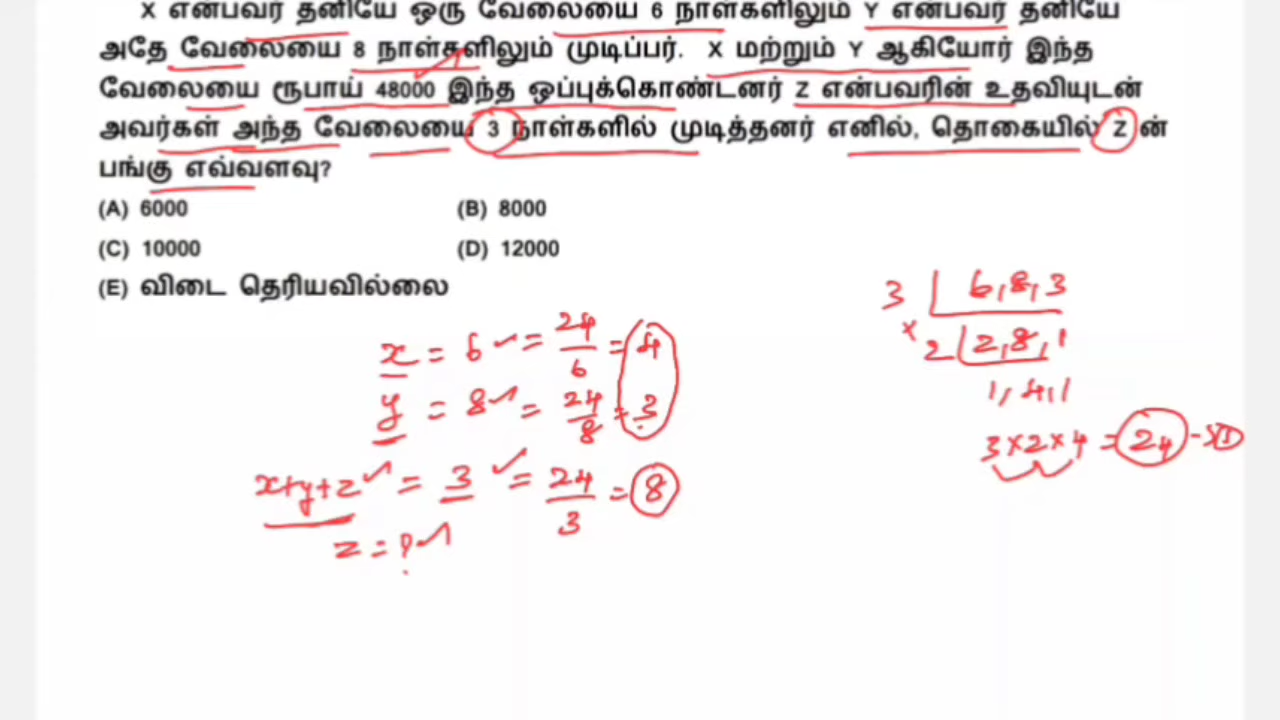 X என்பவர் தனியே ஒரு வேலையை 6 நாள்களிலும் Y என்பவர் தனியே
அதே வேலையை 8 நாள்களிலும் முடிப்பர். X மற்றும் Y ஆகியோர் இந்த
வேலையை ரூபாய் 48000 இந்த ஒப்புக்கொண்டனர் Z என்பவரின் உதவியுடன்
அவர்கள் அந்த வேலையை 3 நாள்களில் முடித்தனர் எனில், தொகையில் Z ன்
பங்கு எவ்வளவு?
(A) 6000 (B) 8000
(C) 10000 (D) 12000
(E) விடை தெரியவில்லை
x = 6 = 24/6 = 4
y = 8 = 24/8 = 3
x+y+z = 3 = 24/3 = 8
z = ?
3 | 6,8,3
× 2 | 2,8,1
1,4,1
3×2×4 = 24